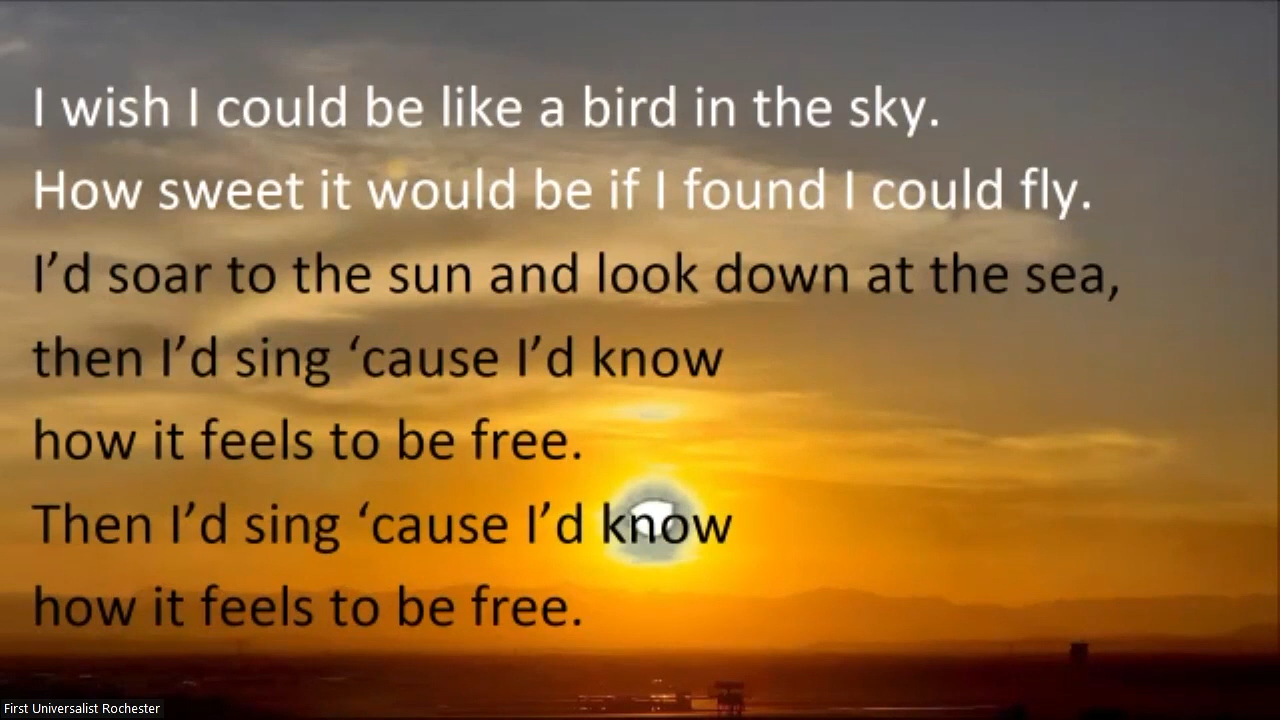 I wish I could be like a bird in the sky.
How sweet it would be if I found I could fly.
I’d soar to the sun and look down at the sea,
then I’d sing ‘cause I’d know
how it feels to be free.
Then I’d sing ‘cause I’d know
how it feels to be free.
First Universalist Rochester